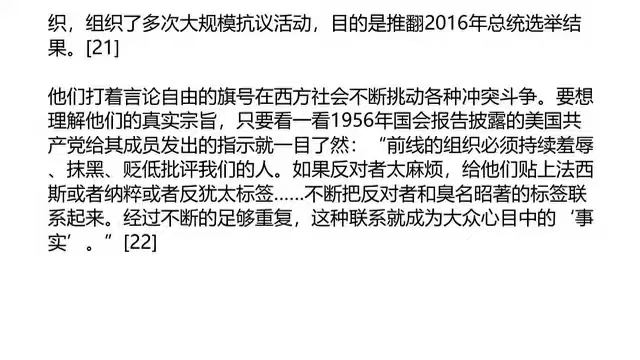 织，组织了多次大规模抗议活动，目的是推翻2016年总统选举结
果。[21]
他们打着言论自由的旗号在西方社会不断挑动各种冲突斗争。要想
理解他们的真实宗旨，只要看一看1956年国会报告披露的美国共
产党给其成员发出的指示就一目了然：“前线的组织必须持续羞辱
、抹黑、贬低批评我们的人。如果反对者太麻烦，给他们贴上法西
斯或者纳粹或者反犹太标签……不断把反对者和臭名昭著的标签联
系起来。经过不断的足够重复，这种联系就成为大众心目中的‘事
实’。”[22]